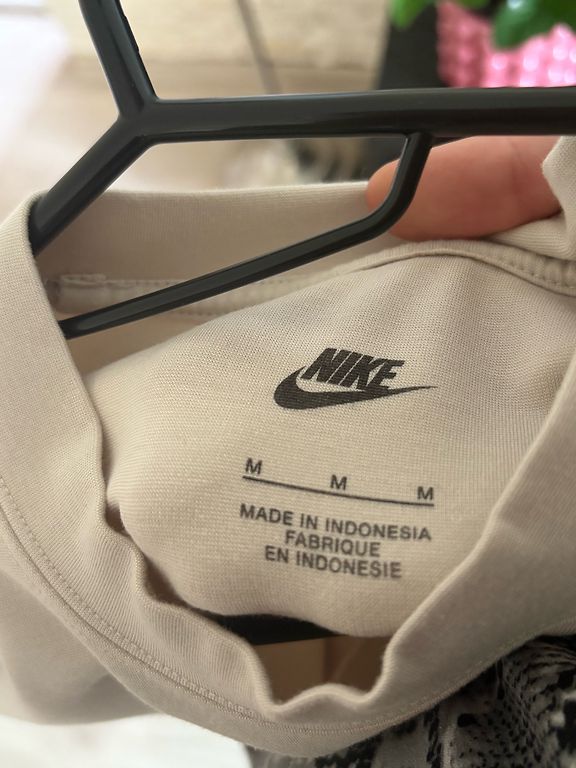 NIKE
M M M
MADE IN INDONESIA
FABRIQUE
EN INDONESIE